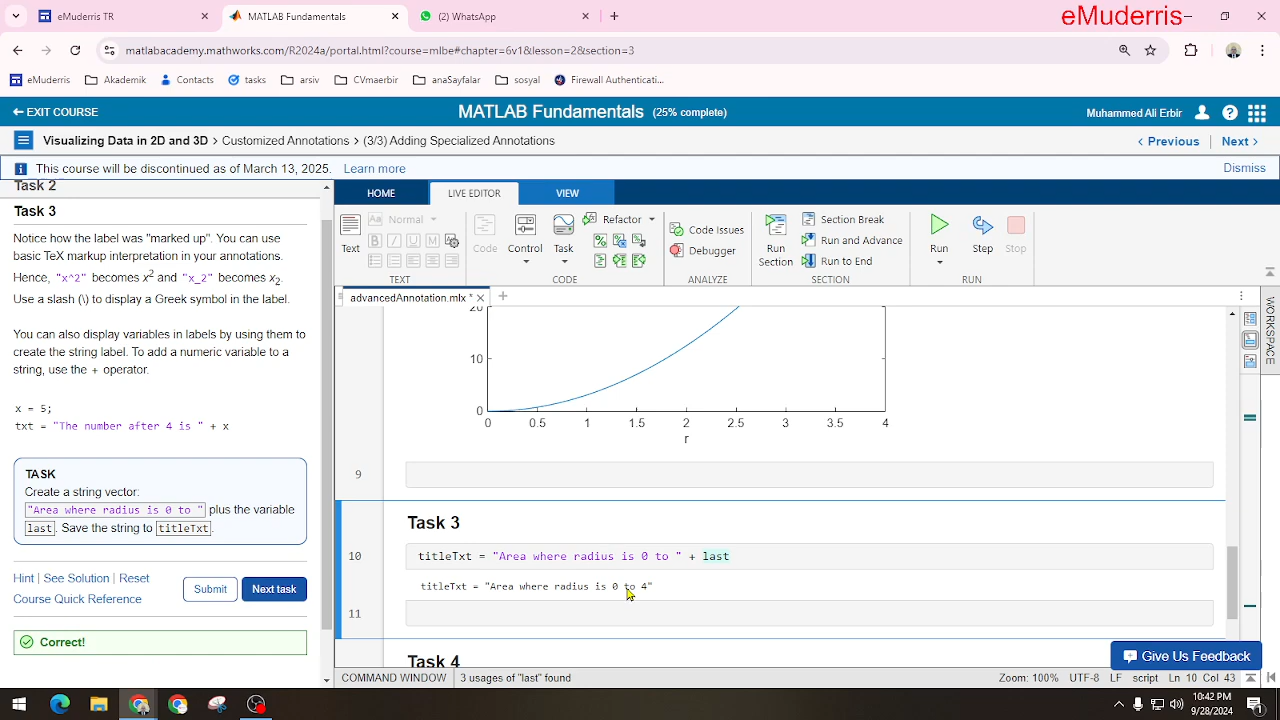 eMuderris TR
MATLAB Fundamentals
(2) WhatsApp
eMuderris
matlabacademy.mathworks.com/R2024a/portal.html?course=mlbe#chapter=6v1&lesson=2&section=3
eMuderris
Akademik
Contacts
tasks
arsiv
CVmaerbir
anaSayfalar
sosyal
Firewall Authenticati...
EXIT COURSE
MATLAB Fundamentals (25% complete)
Muhammed Ali Erbir
Visualizing Data in 2D and 3D > Customized Annotations > (3/3) Adding Specialized Annotations
< Previous | Next >
This course will be discontinued as of March 13, 2025. Learn more
Dismiss
Task 2
Task 3
Notice how the label was "marked up". You can use
basic TeX markup interpretation in your annotations.
Hence, "x^2" becomes x² and "x_2" becomes x₂.
Use a slash (\) to display a Greek symbol in the label.
You can also display variables in labels by using them to
create the string label. To add a numeric variable to a
string, use the + operator.
x = 5;
txt = "The number after 4 is " + x
TASK
Create a string vector:
"Area where radius is 0 to " plus the variable
last. Save the string to titleTxt.
Hint | See Solution | Reset
Course Quick Reference
Submit
Next task
Correct!
HOME
LIVE EDITOR
VIEW
Text
Aa Normal
B I U M
TEXT
Code
Control
Task
Refactor
CODE
Code Issues
Debugger
ANALYZE
Run
Section
Section Break
Run and Advance
Run to End
SECTION
Run
Step
Stop
RUN
advancedAnnotation.mlx *
WORKSPACE
20
10
0
0 0.5 1 1.5 2 2.5 3 3.5 4
r
9
Task 3
10 titleTxt = "Area where radius is 0 to " + last
titleTxt = "Area where radius is 0 to 4"
11
Task 4
Give Us Feedback
COMMAND WINDOW
3 usages of "last" found
Zoom: 100% UTF-8 LF script Ln 10 Col 43
10:42 PM
9/28/2024